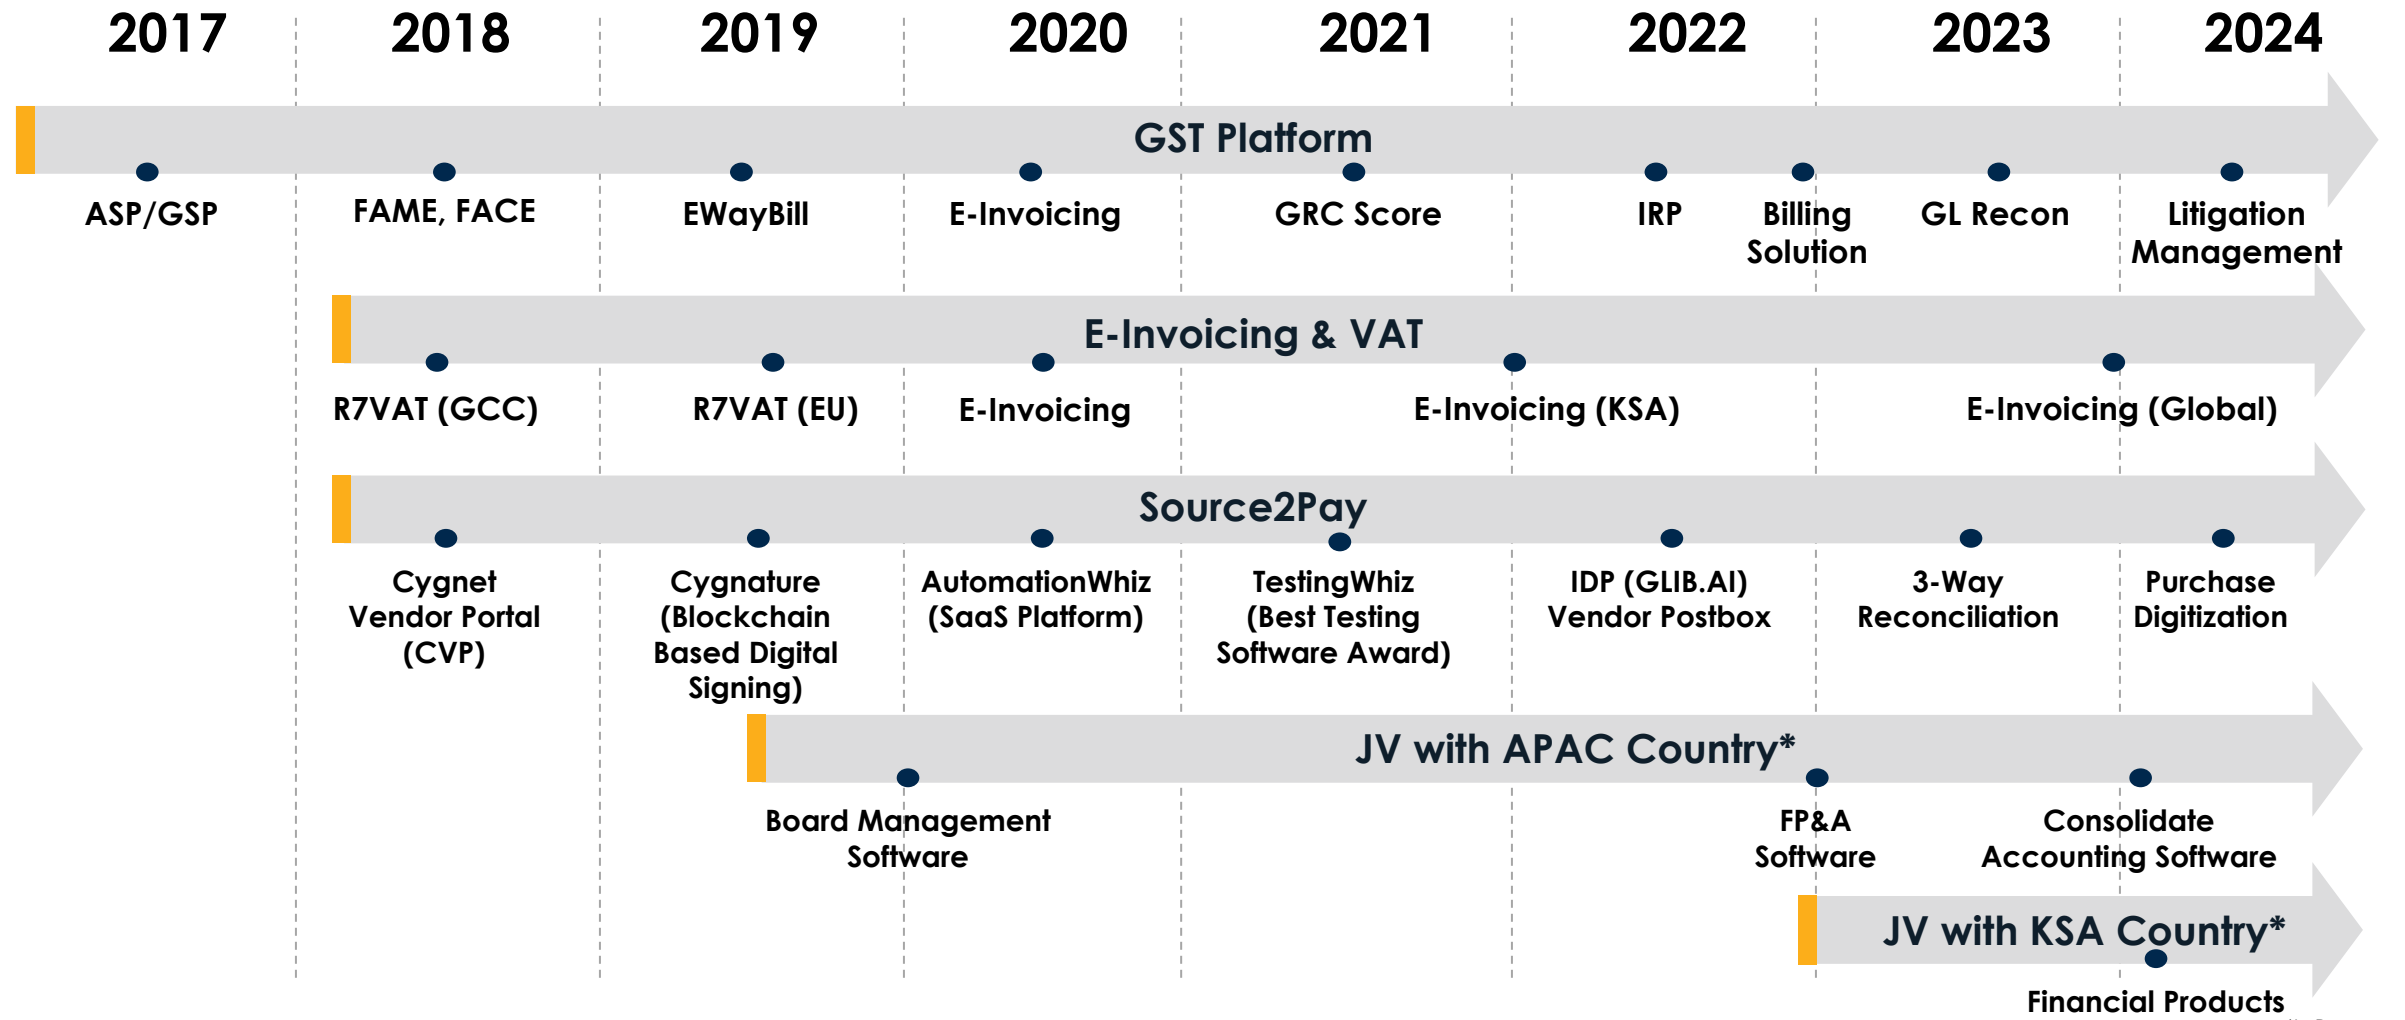 2017 2018 2019 2020 2021 2022 2023 2024
GST Platform
ASP/GSP FAME, FACE EWayBill E-Invoicing GRC Score IRP Billing GL Recon Litigation
Solution Management
E-Invoicing & VAT
R7VAT (GCC) R7VAT (EU) E-Invoicing E-Invoicing (KSA) E-Invoicing (Global)
Source2Pay
Cygnet Cygnature AutomationWhiz TestingWhiz IDP (GLIB.AI) 3-Way Purchase
Vendor Portal (Blockchain (SaaS Platform) (Best Testing Vendor Postbox Reconciliation Digitization
(CVP) Based Digital Software Award)
Signing)
JV with APAC Country*
Board Management FP&A Consolidate
Software Software Accounting Software
JV with KSA Country*
Financial Products